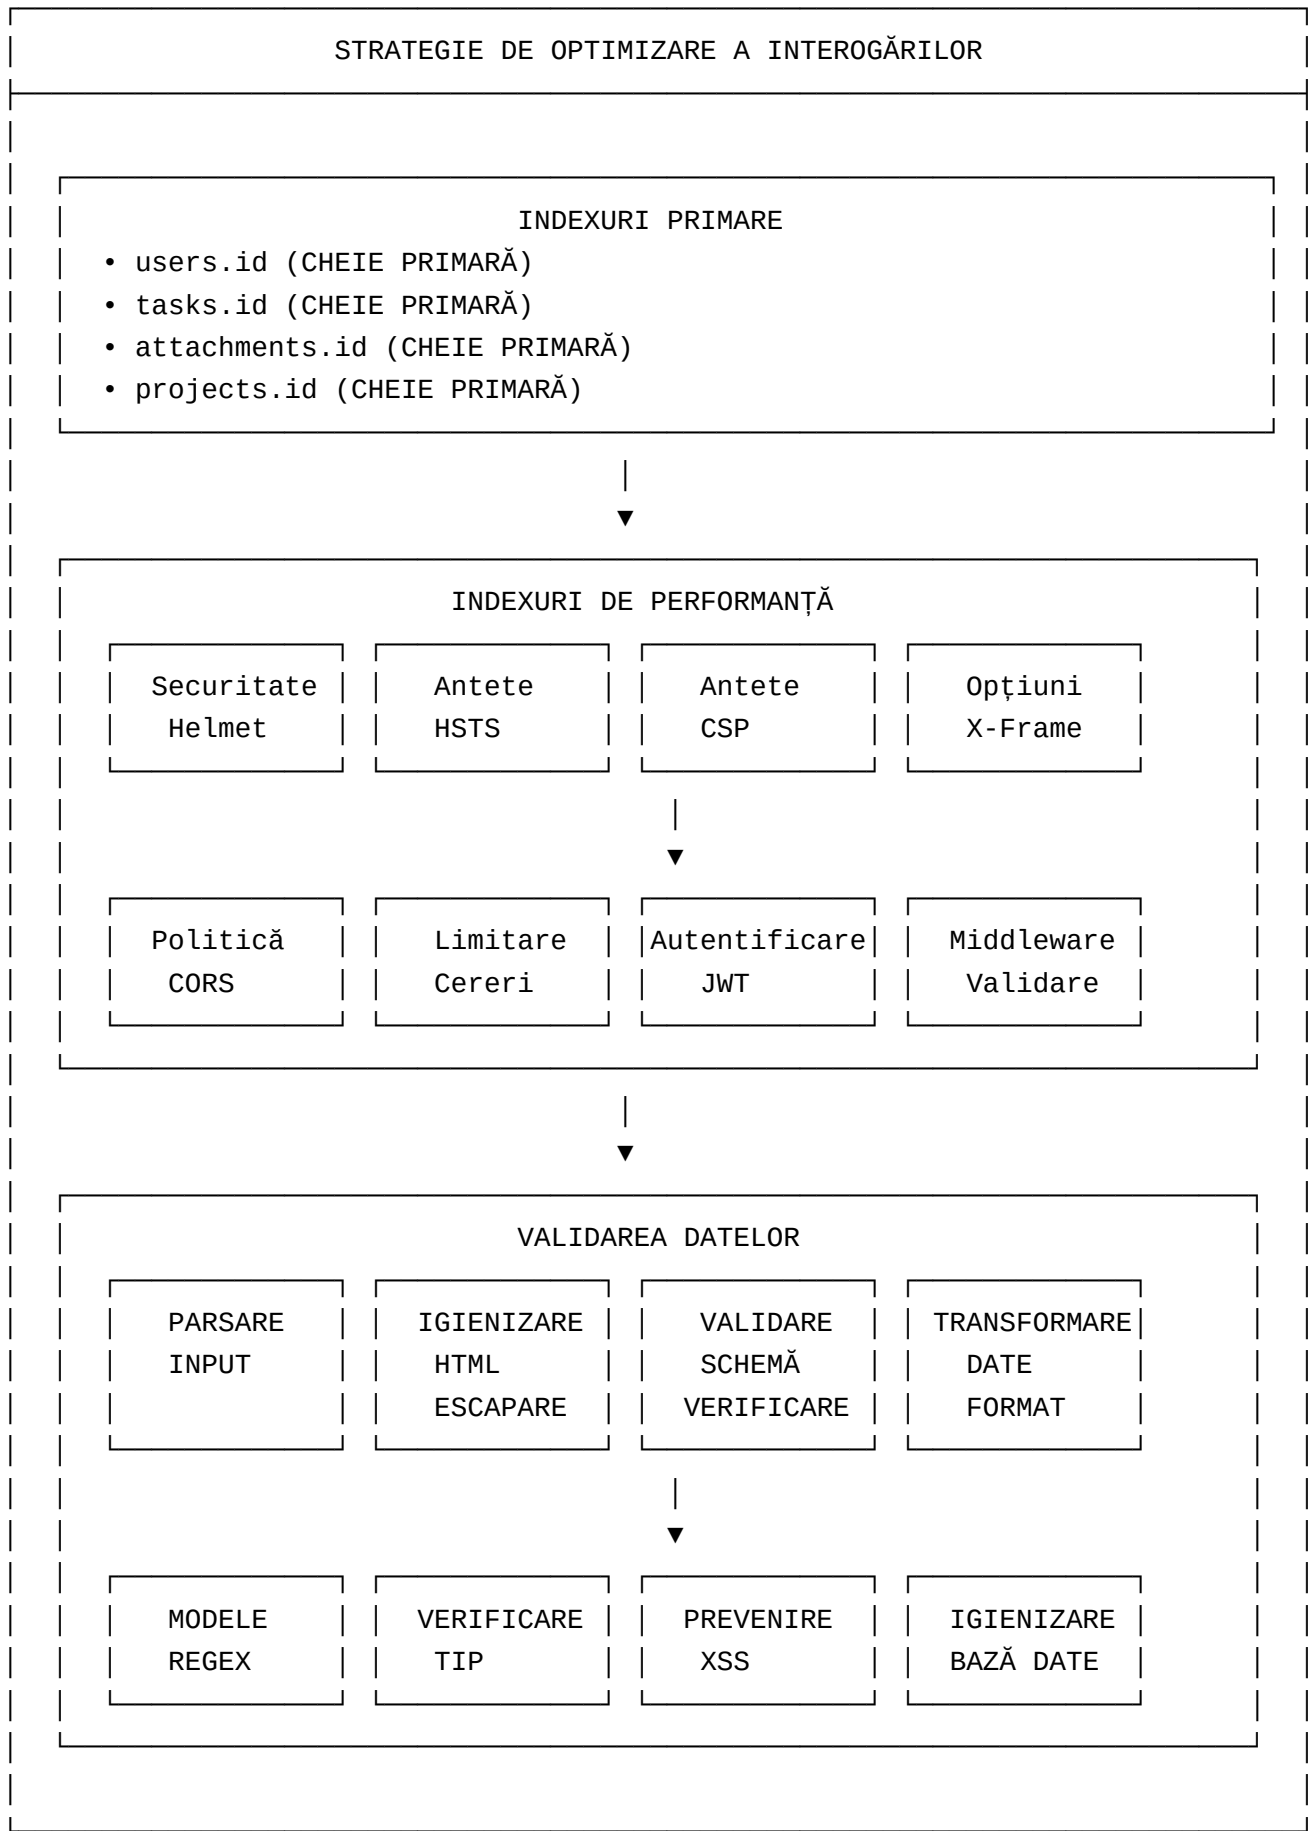 STRATEGIE DE OPTIMIZARE A INTEROGĂRILOR
INDEXURI PRIMARE
• users.id (CHEIE PRIMARĂ)
• tasks.id (CHEIE PRIMARĂ)
• attachments.id (CHEIE PRIMARĂ)
• projects.id (CHEIE PRIMARĂ)
INDEXURI DE PERFORMANȚĂ
Securitate Antete Antete Opțiuni
Helmet HSTS CSP X-Frame
Politică Limitare Autentificare Middleware
CORS Cereri JWT Validare
VALIDAREA DATELOR
PARSARE IGIENIZARE VALIDARE TRANSFORMARE
INPUT HTML SCHEMĂ DATE
ESCAPARE VERIFICARE FORMAT
MODELE VERIFICARE PREVENIRE IGIENIZARE
REGEX TIP XSS BAZĂ DATE